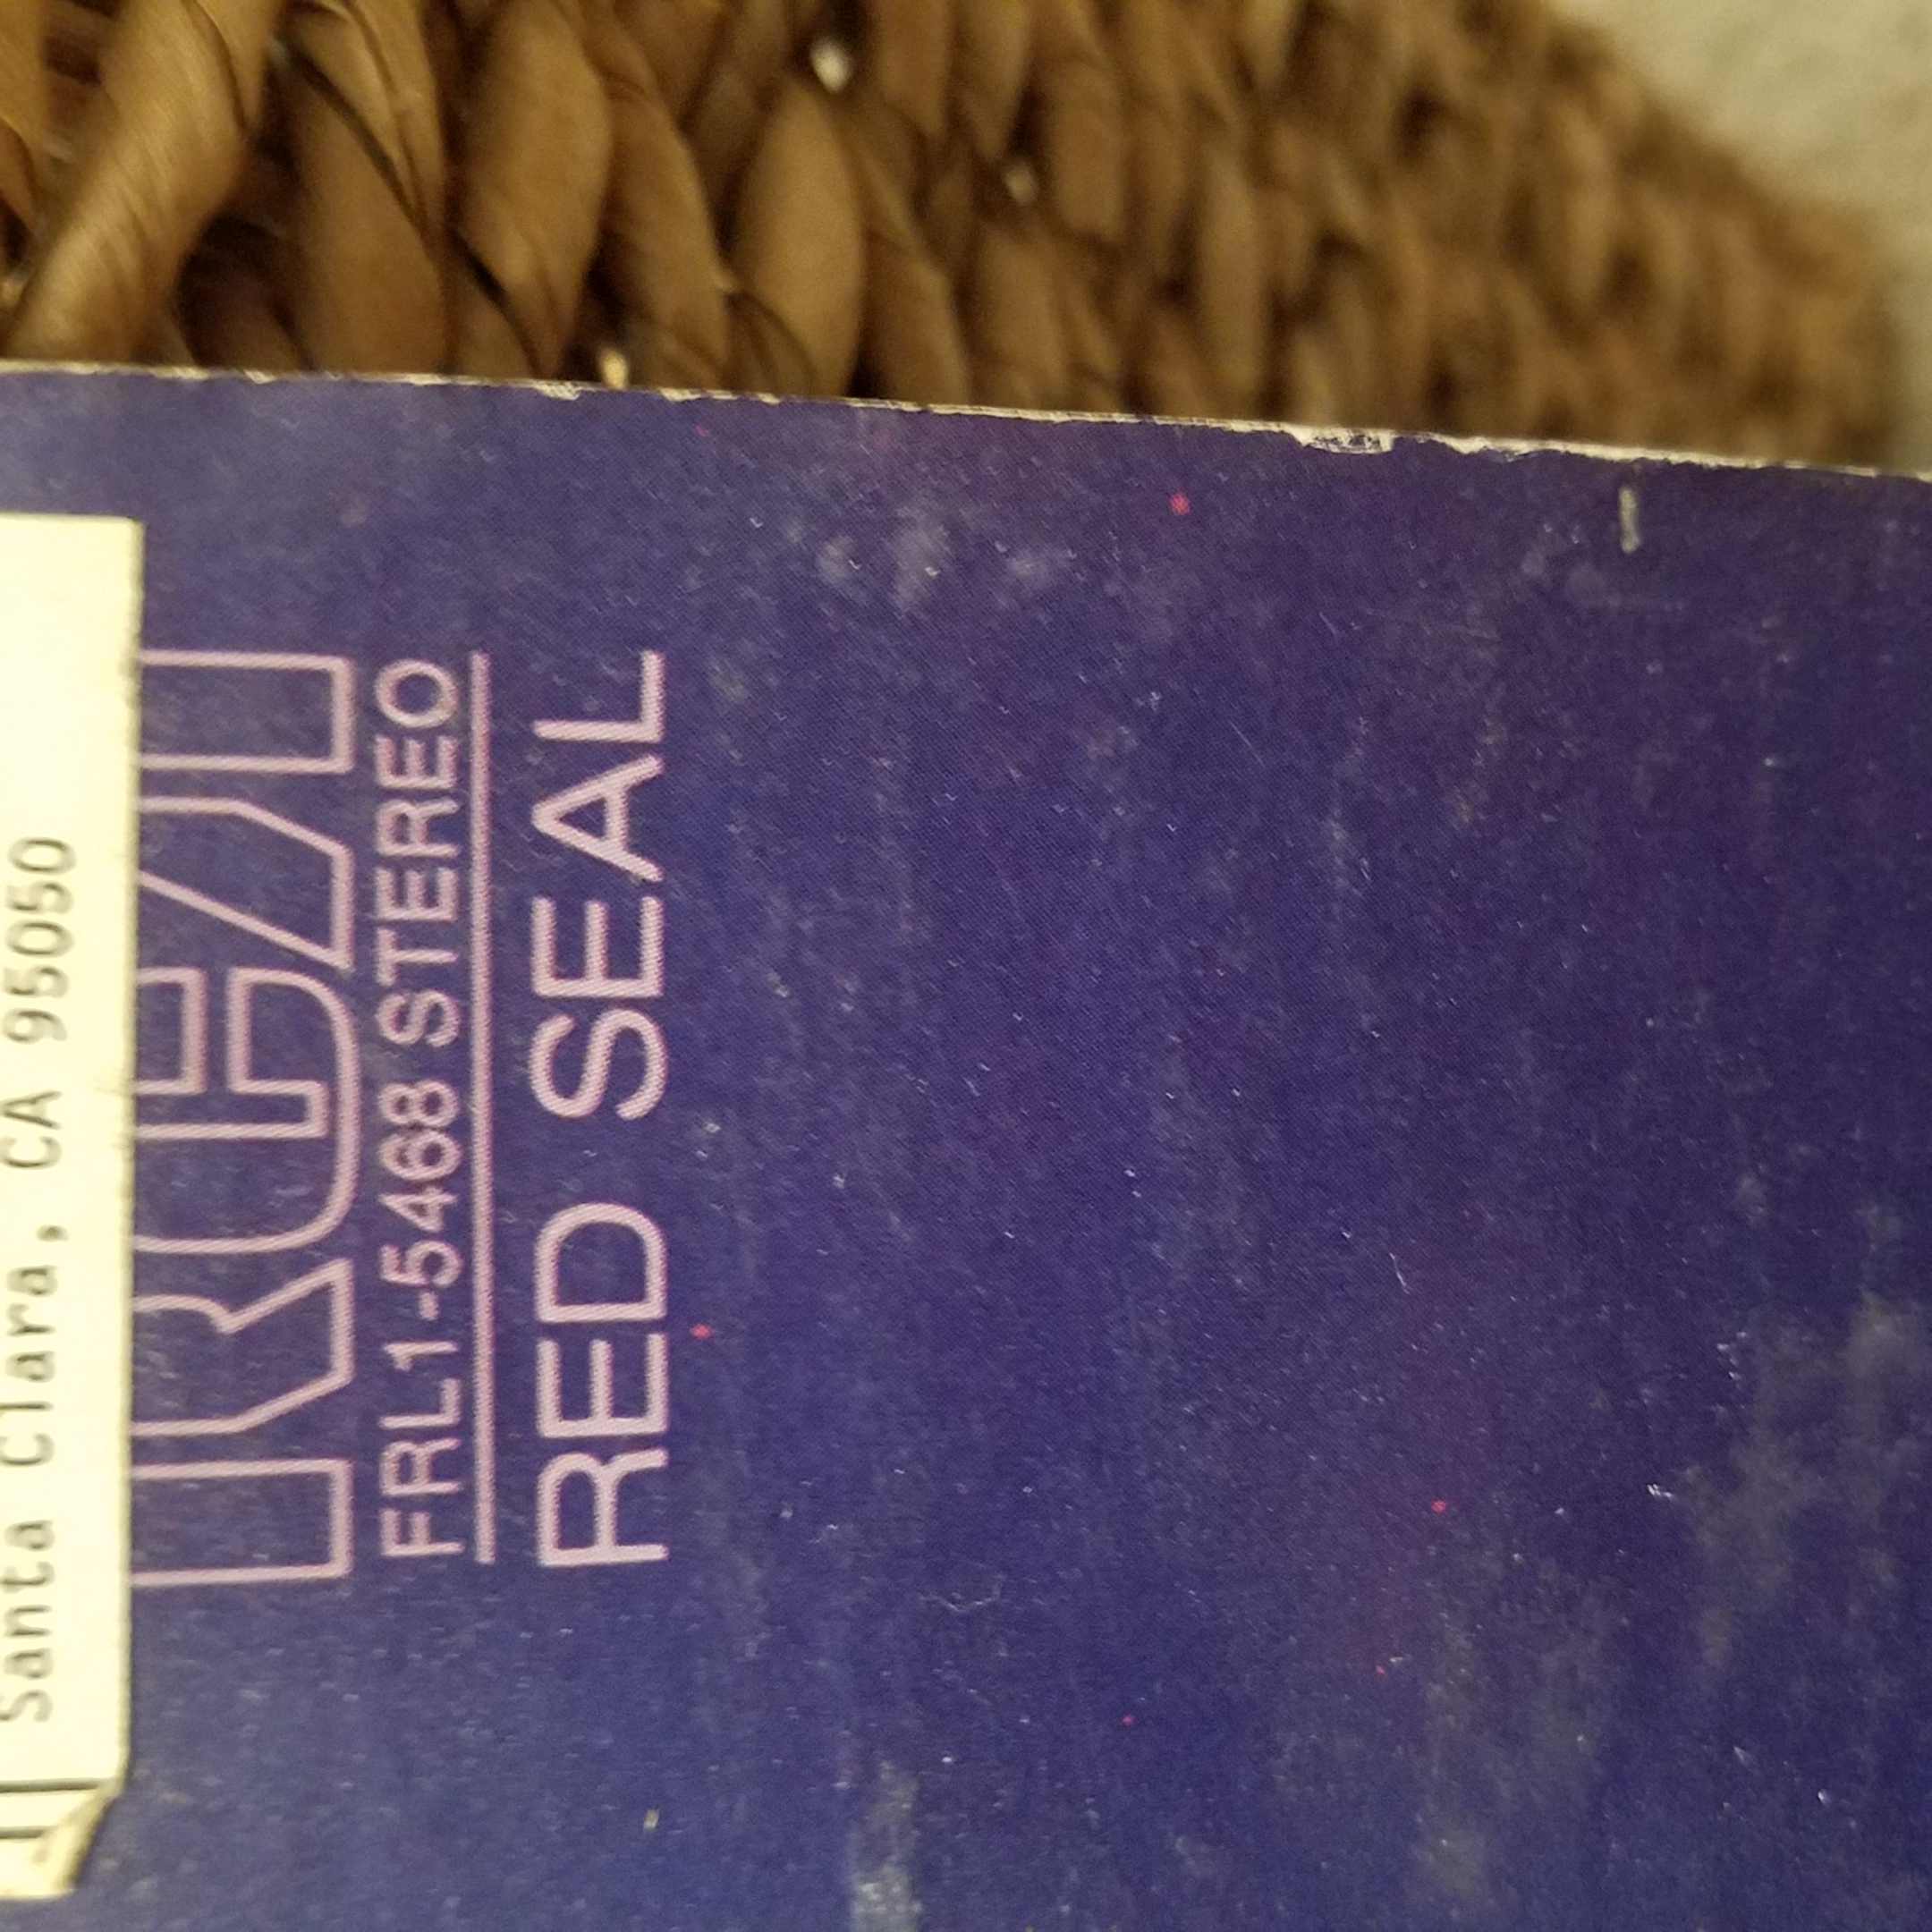 Santa Clara, CA 95050
RCA
FRL1-5468 STEREO
RED SEAL